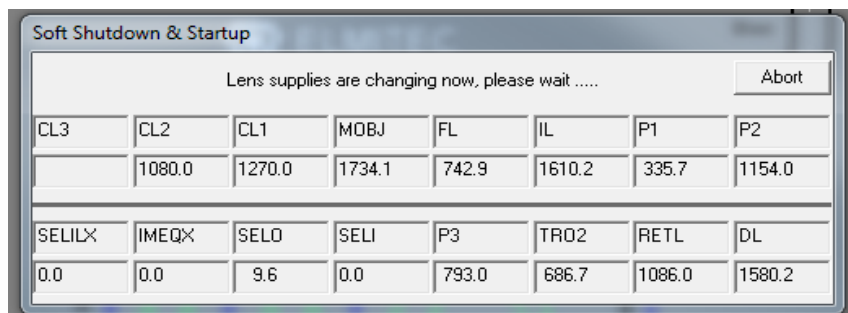 Soft Shutdown & Startup
Lens supplies are changing now, please wait ..... Abort
CL3 CL2 CL1 MOBJ FL IL P1 P2
1080.0 1270.0 1734.1 742.9 1610.2 335.7 1154.0
SELILX IMEQX SELO SELI P3 TRO2 RETL DL
0.0 0.0 9.6 0.0 793.0 686.7 1086.0 1580.2